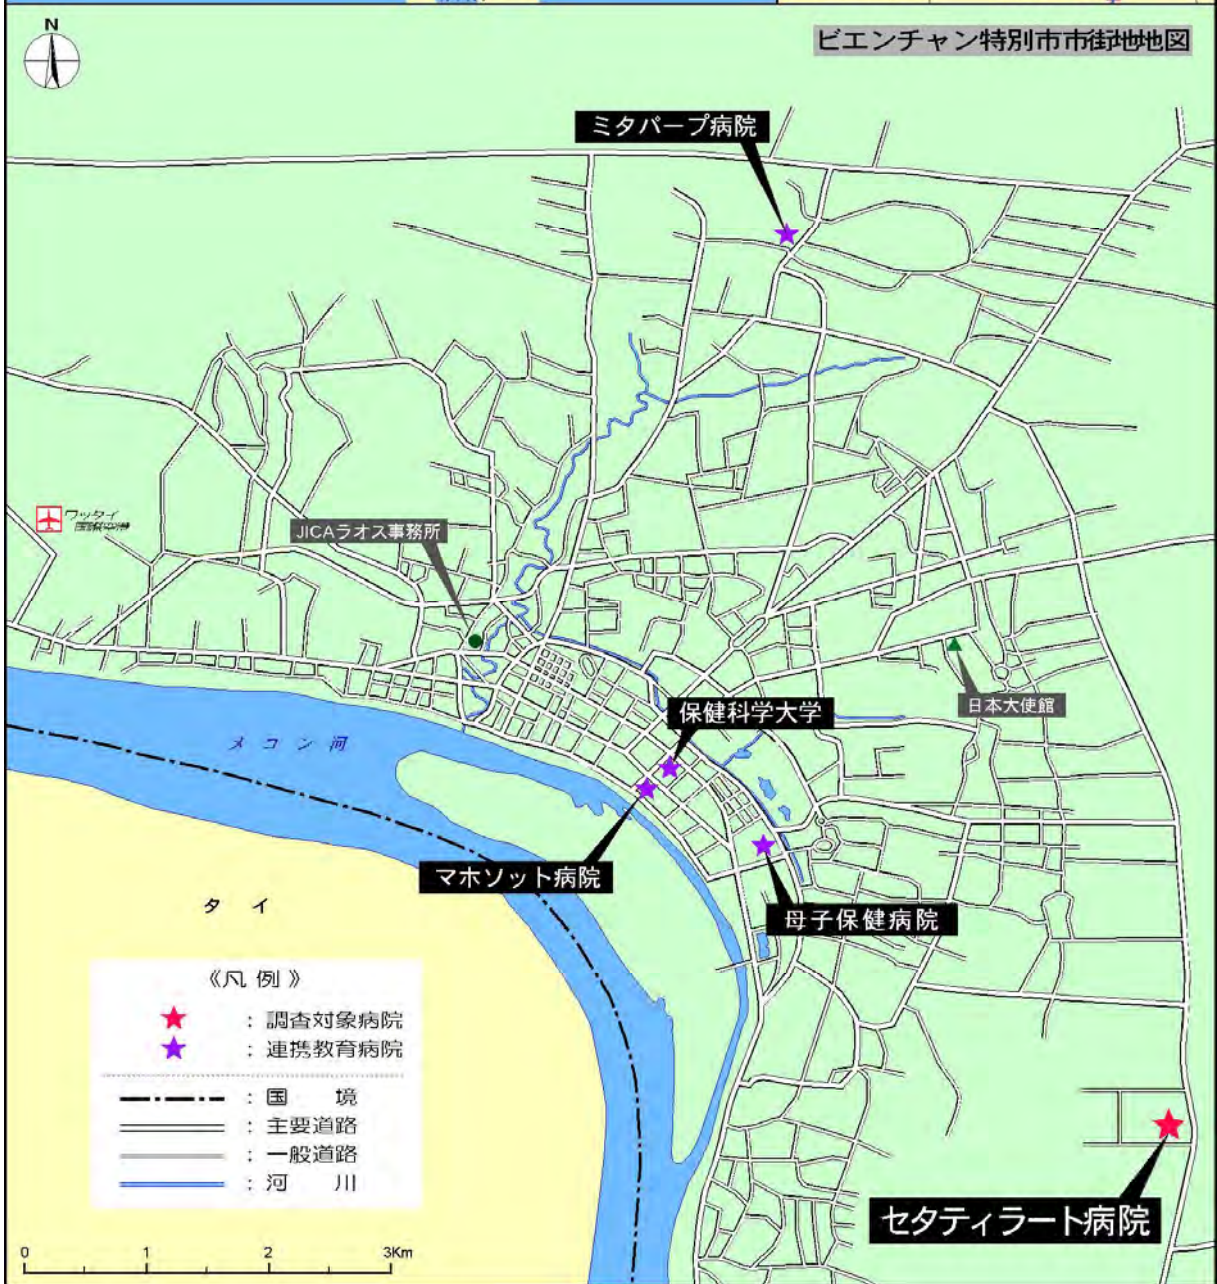 N
ビエンチャン特別市市街地地図
ミタパープ病院
ワッタイ
国際空港
JICAラオス事務所
保健科学大学
日本大使館
メコン河
マホソット病院
母子保健病院
タイ
《凡例》
: 調査対象病院
: 連携教育病院
: 国 境
: 主要道路
: 一般道路
: 河 川
セタティラート病院
0 1 2 3Km